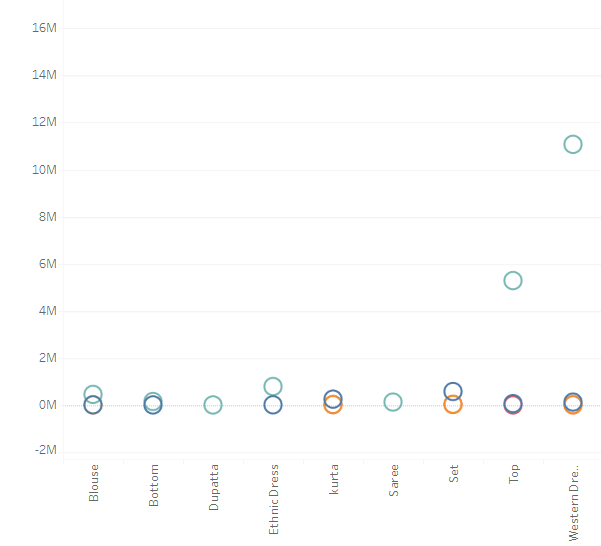 16M
14M
12M
10M
8M
6M
4M
2M
0M
-2M
Blouse
Bottom
Dupatta
Ethnic Dress
kurta
Saree
Set
Top
Western Dre..